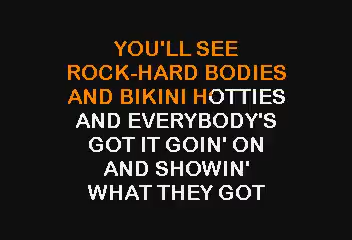 YOU'LL SEE
ROCK-HARD BODIES
AND BIKINI HOTTIES
AND EVERYBODY'S
GOT IT GOIN' ON
AND SHOWIN'
WHAT THEY GOT